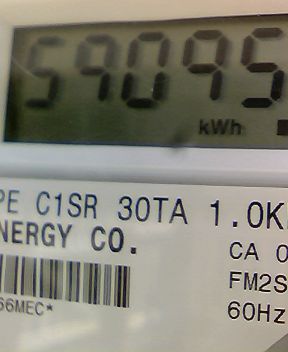 59095
kWh
PE C1SR 30TA 1.0K
NERGY CO.
CA 0
FM2S
66MEC*
60Hz